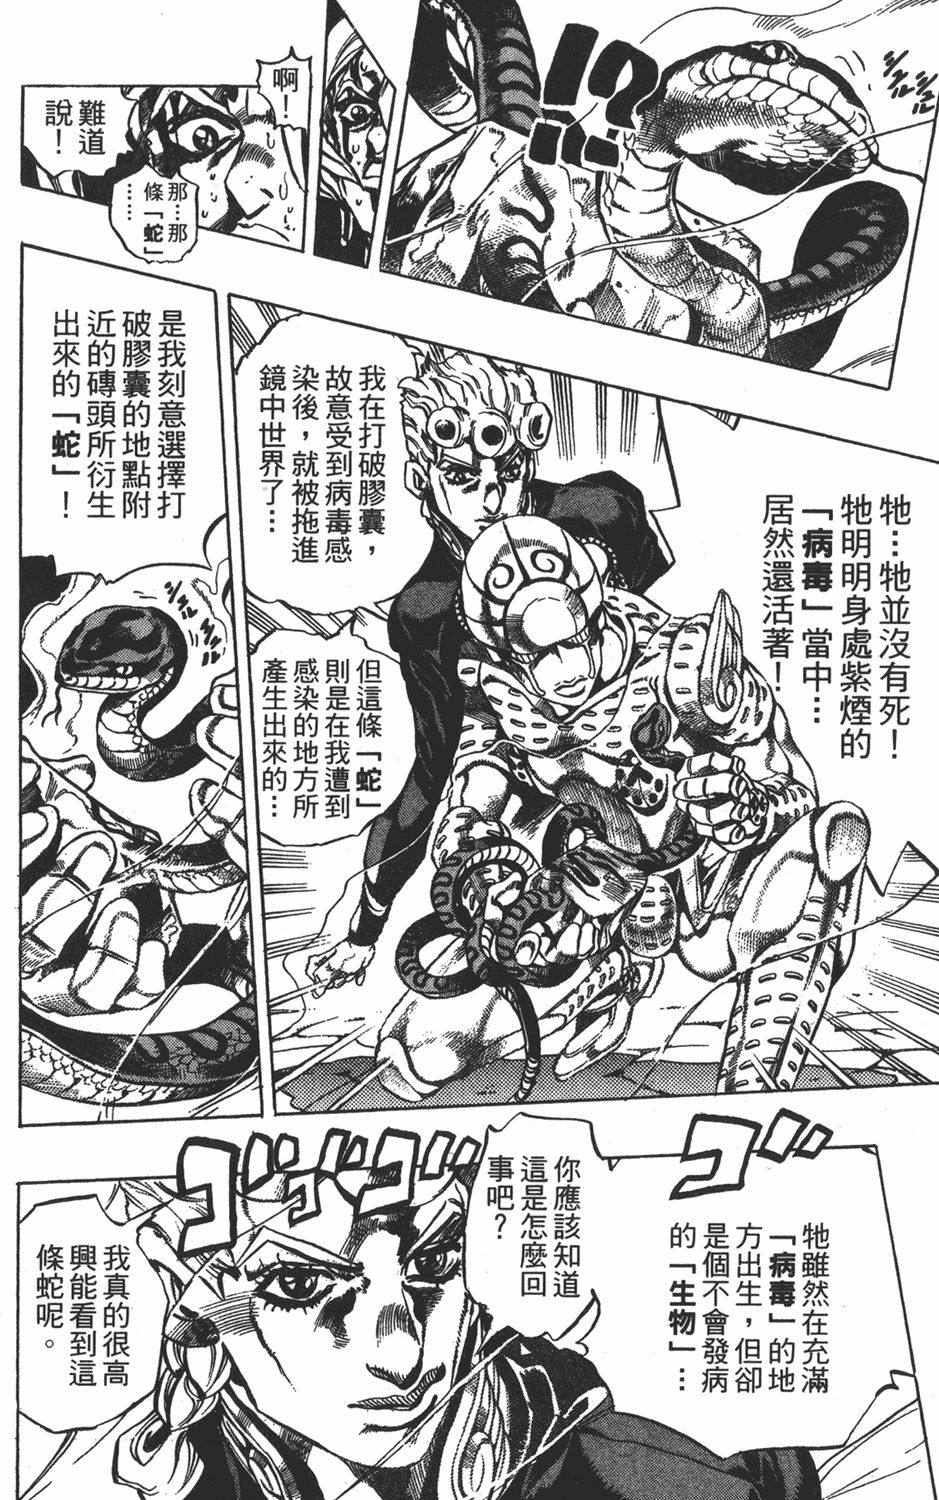 !?
啊！
難道
說！
那…那
條「蛇」
……
牠…牠並沒有死！
牠明明身處紫煙的
「病毒」當中…
居然還活著！
我在打破膠囊，
故意受到病毒感
染後，就被拖進
鏡中世界了…
但這條「蛇」
則是在我遭到
感染的地方所
產生出來的…
是我刻意選擇打
破膠囊的地點附
近的磚頭所衍生
出來的「蛇」！
ゴゴ
牠雖然在充滿
「病毒」的地
方出生，但卻
是個不會發病
的「生物」…
你應該知道
這是怎麼回
事吧？
ゴゴゴゴ
我真的很高
興能看到這
條蛇呢。